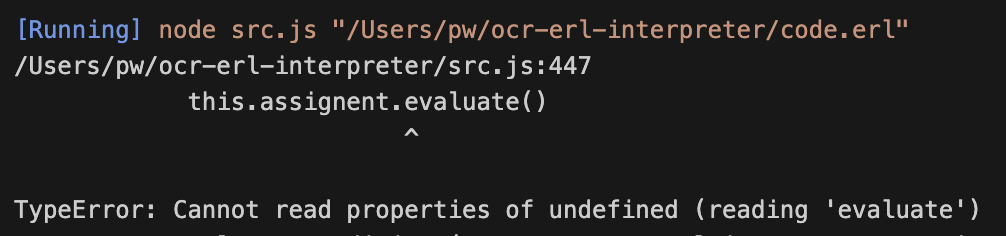 [Running] node src.js "/Users/pw/ocr-erl-interpreter/code.erl"
/Users/pw/ocr-erl-interpreter/src.js:447
this.assignent.evaluate()
^
TypeError: Cannot read properties of undefined (reading 'evaluate')